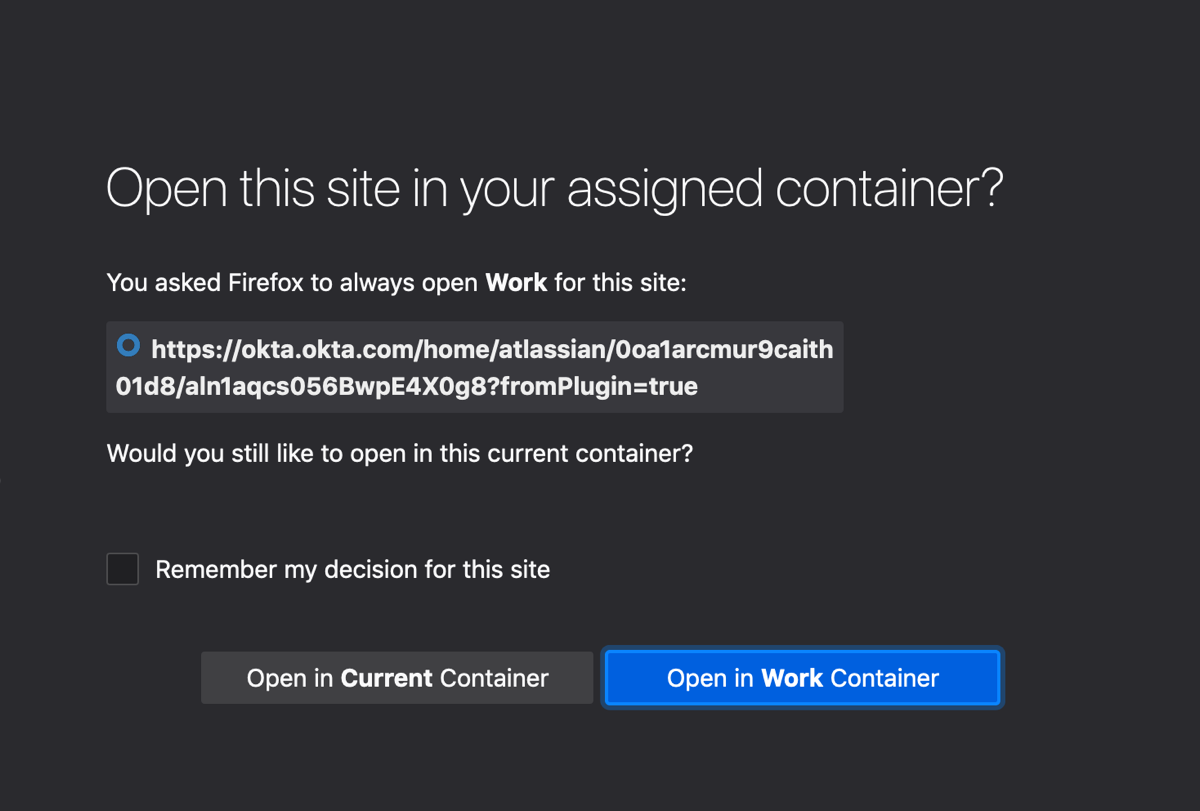 Open this site in your assigned container?
You asked Firefox to always open Work for this site:
https://okta.okta.com/home/atlassian/0oa1arcmur9caith
01d8/aln1aqcs056BwpE4X0g8?fromPlugin=true
Would you still like to open in this current container?
Remember my decision for this site
Open in Current Container
Open in Work Container